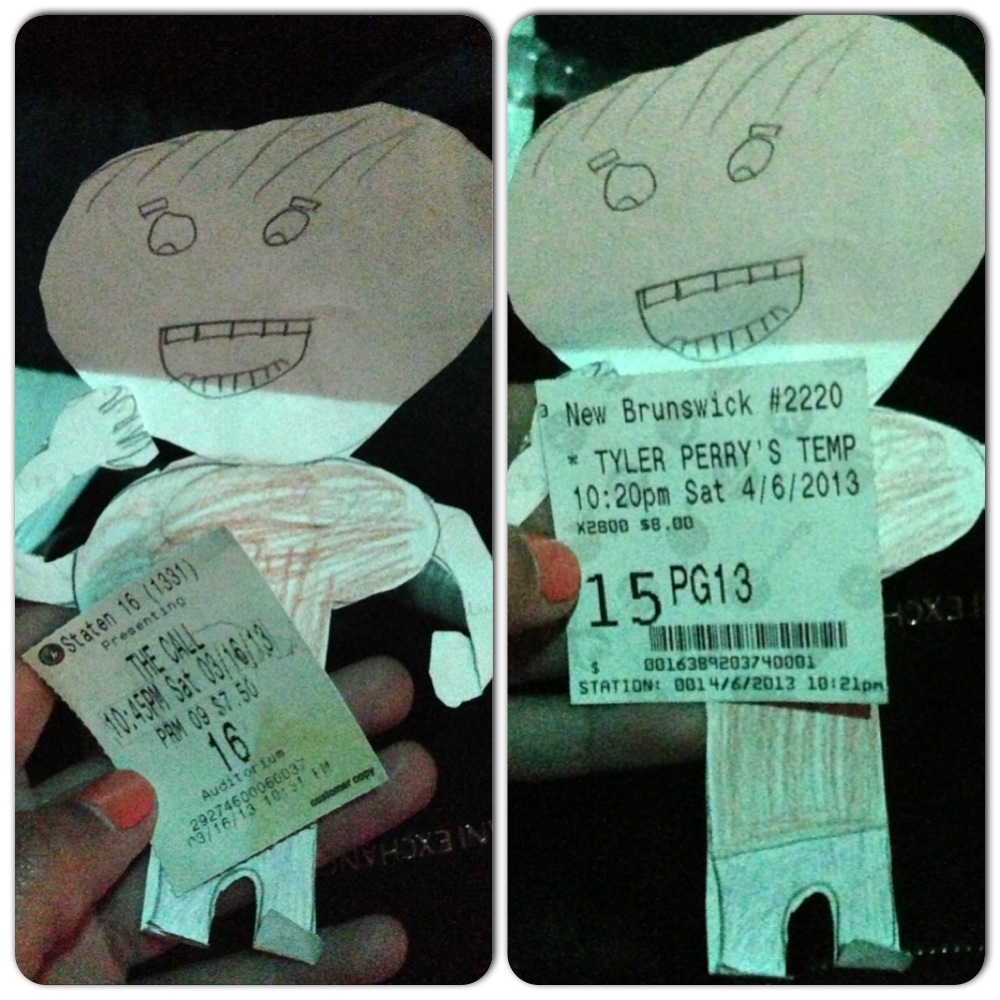 Staten 16 (1331)
Presenting
THE CALL
10:45PM Sat 03/16/13
PRM 09 $7.50
16
Auditorium
29274600060037
03/16/13 10:31 PM
customer copy
New Brunswick #2220
* TYLER PERRY'S TEMP
10:20pm Sat 4/6/2013
X2800 $8.00
15 PG13
$ 0016389203740001
STATION: 0014/6/2013 10:21pm